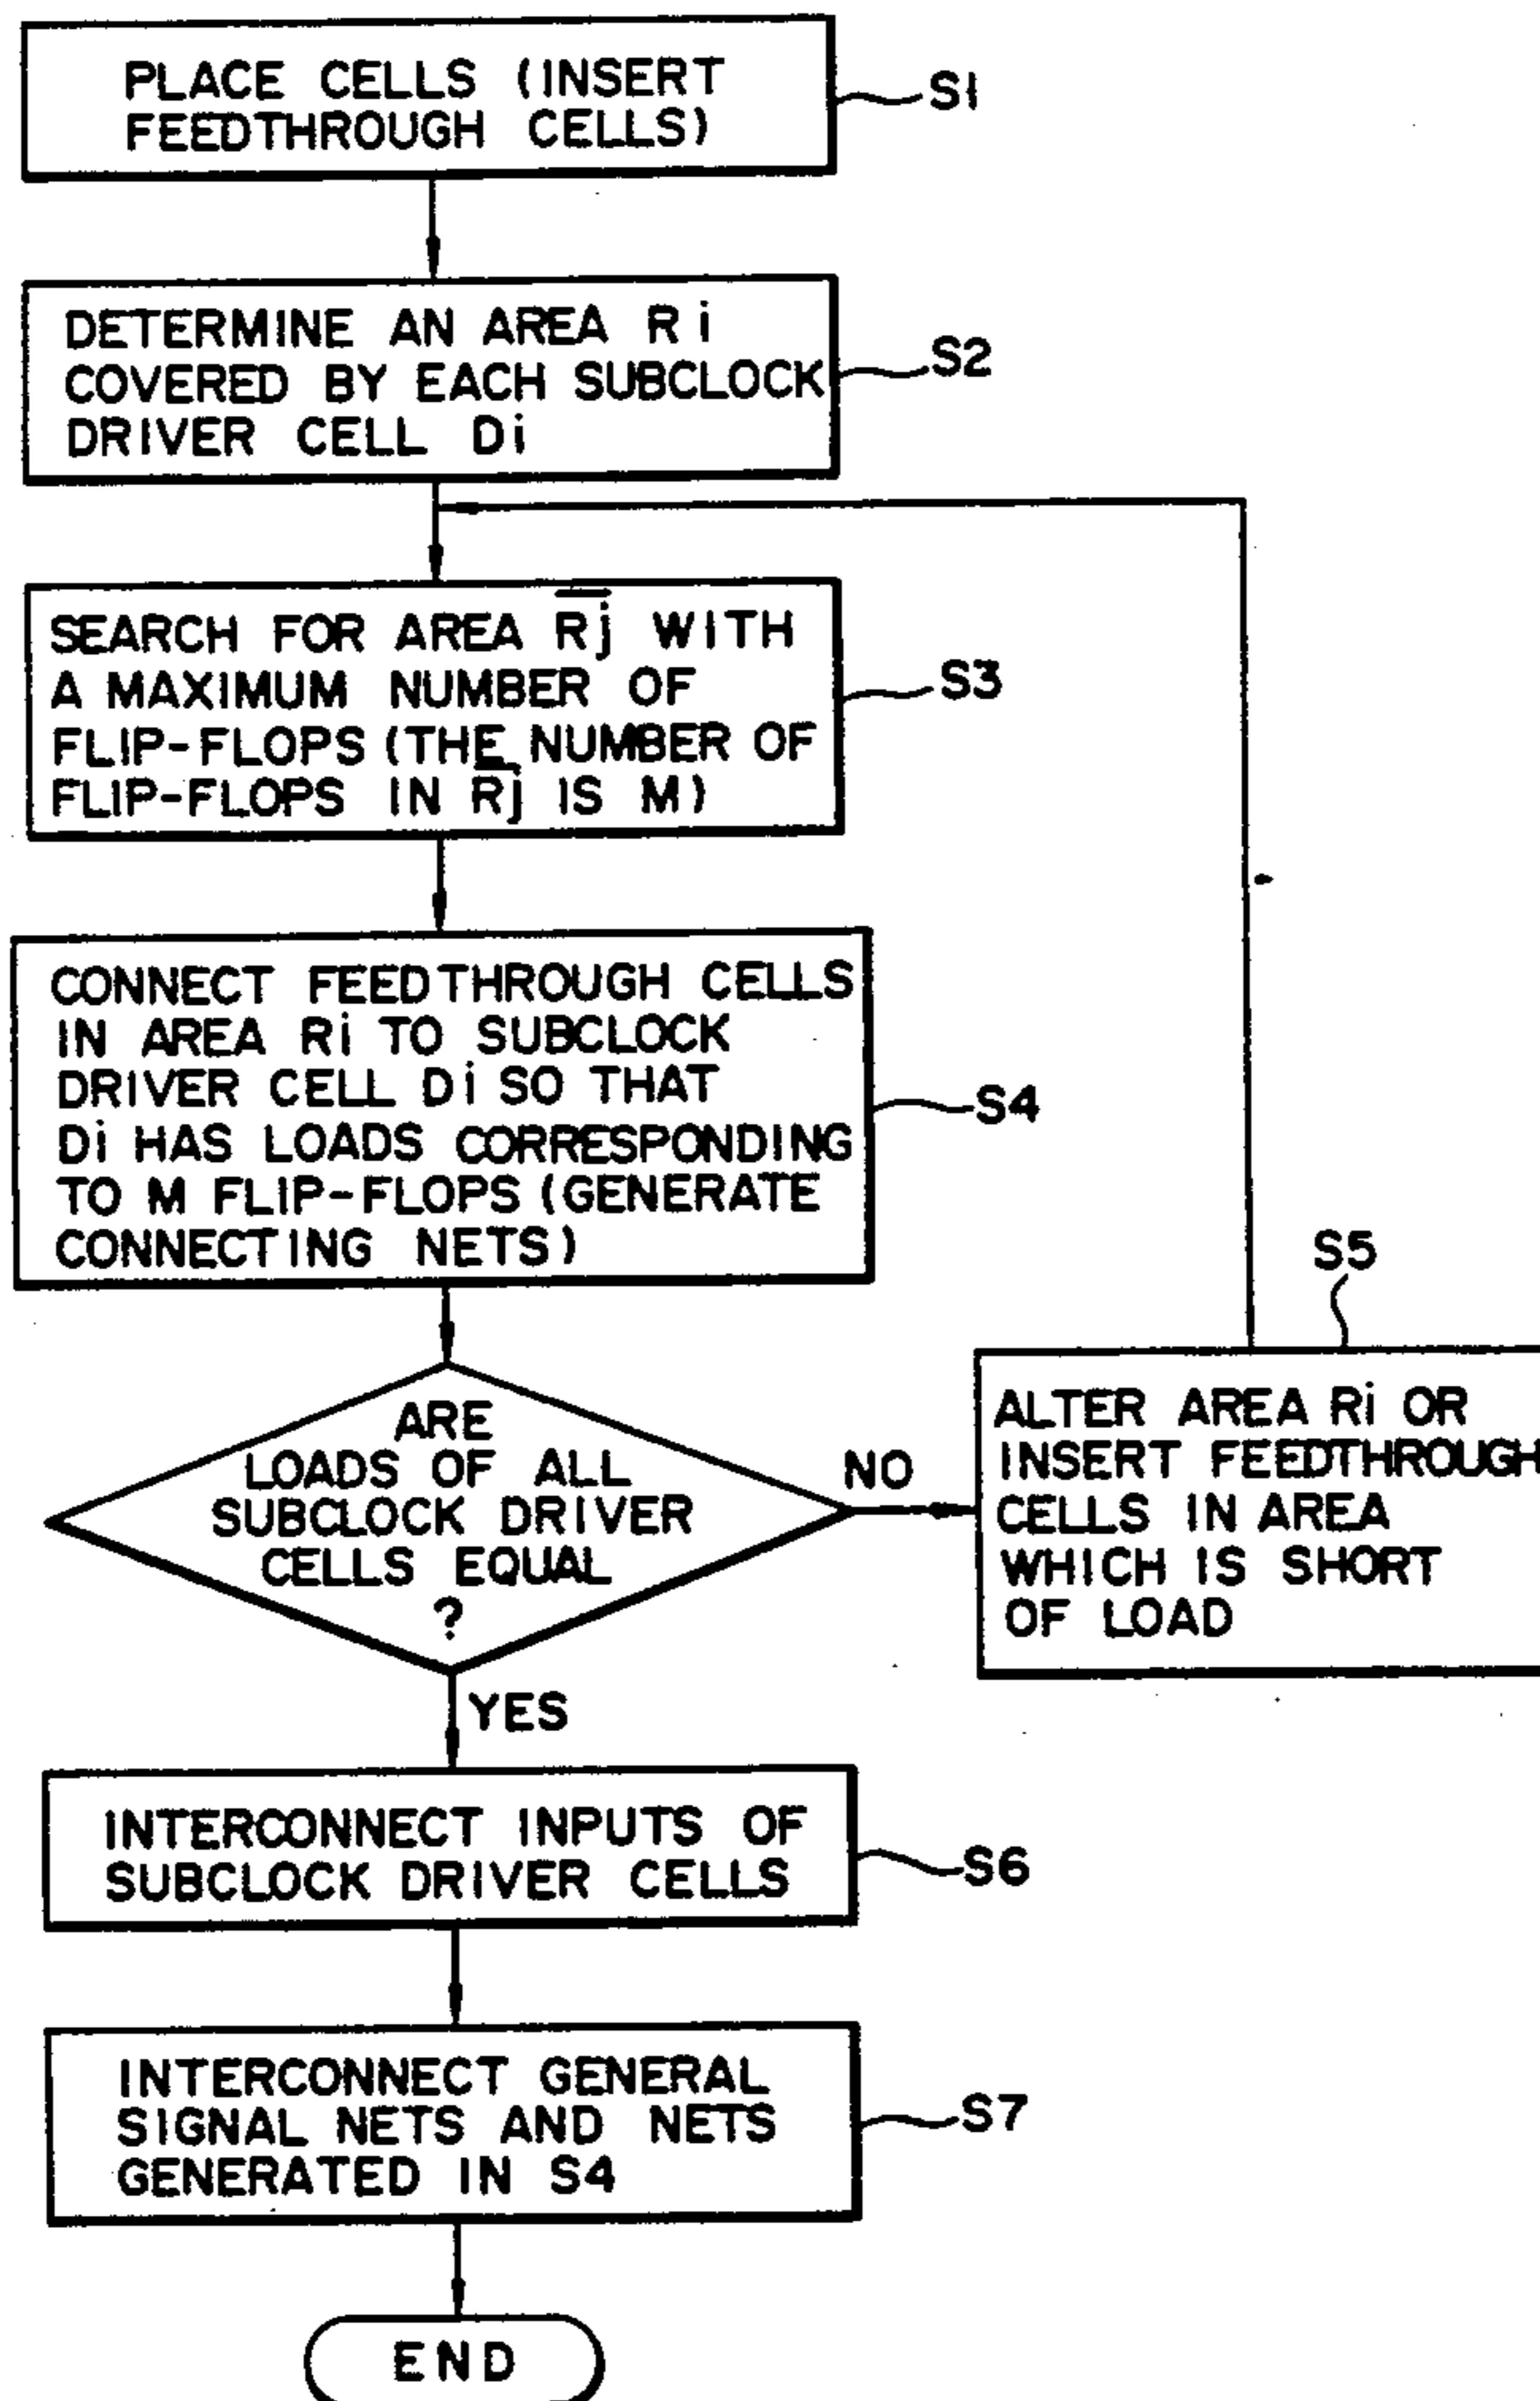 PLACE CELLS (INSERT
FEEDTHROUGH CELLS)
S1
DETERMINE AN AREA Ri
COVERED BY EACH SUBCLOCK
DRIVER CELL Di
S2
SEARCH FOR AREA R̅j̅ WITH
A MAXIMUM NUMBER OF
FLIP-FLOPS (THE NUMBER OF
FLIP-FLOPS IN R̅j̅ IS M)
S3
CONNECT FEEDTHROUGH CELLS
IN AREA Ri TO SUBCLOCK
DRIVER CELL Di SO THAT
Di HAS LOADS CORRESPONDING
TO M FLIP-FLOPS (GENERATE
CONNECTING NETS)
S4
ARE
LOADS OF ALL
SUBCLOCK DRIVER
CELLS EQUAL
?
NO
S5
ALTER AREA Ri OR
INSERT FEEDTHROUGH
CELLS IN AREA
WHICH IS SHORT
OF LOAD
YES
INTERCONNECT INPUTS OF
SUBCLOCK DRIVER CELLS
S6
INTERCONNECT GENERAL
SIGNAL NETS AND NETS
GENERATED IN S4
S7
END